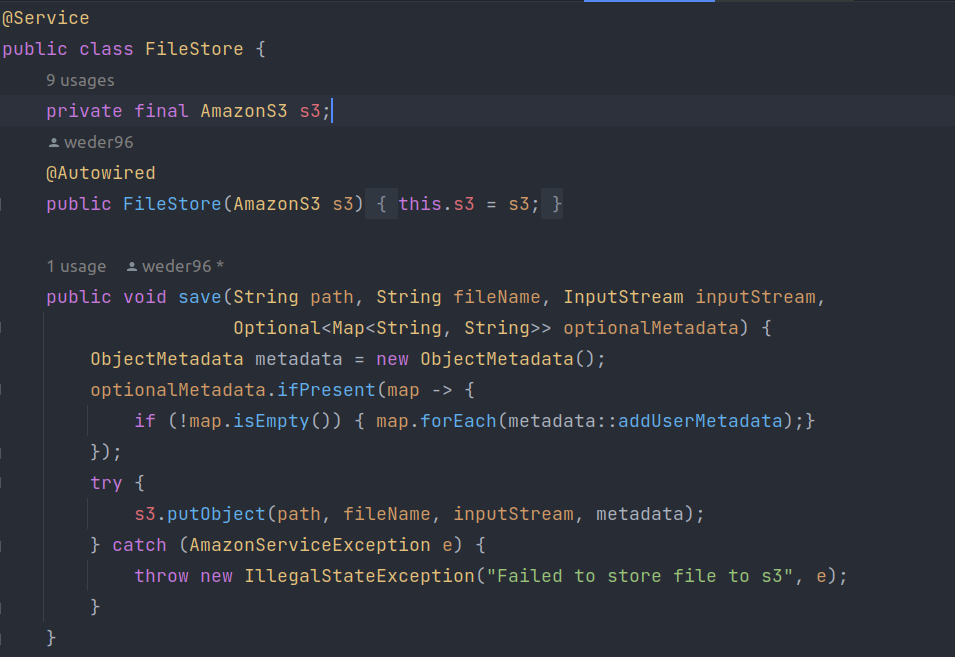 @Service
public class FileStore {
9 usages
private final AmazonS3 s3;
weder96
@Autowired
public FileStore(AmazonS3 s3) { this.s3 = s3; }
1 usage weder96 *
public void save(String path, String fileName, InputStream inputStream,
Optional<Map<String, String>> optionalMetadata) {
ObjectMetadata metadata = new ObjectMetadata();
optionalMetadata.ifPresent(map -> {
if (!map.isEmpty()) { map.forEach(metadata::addUserMetadata);}
});
try {
s3.putObject(path, fileName, inputStream, metadata);
} catch (AmazonServiceException e) {
throw new IllegalStateException("Failed to store file to s3", e);
}
}